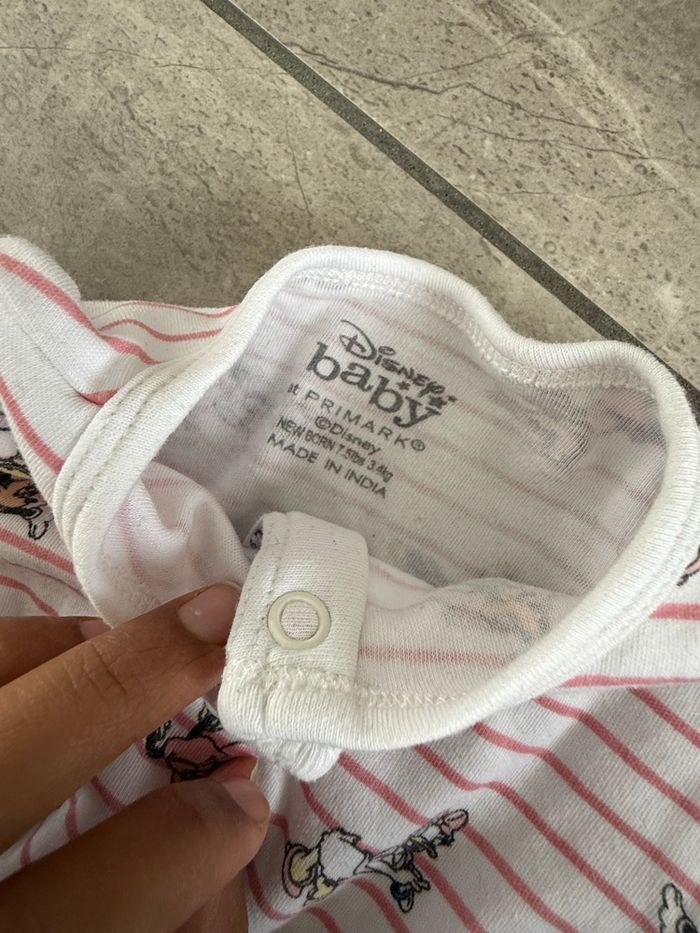 Disney
baby
at PRIMARK®
©Disney
NEW BORN 7.5lbs 3.4kg
MADE IN INDIA